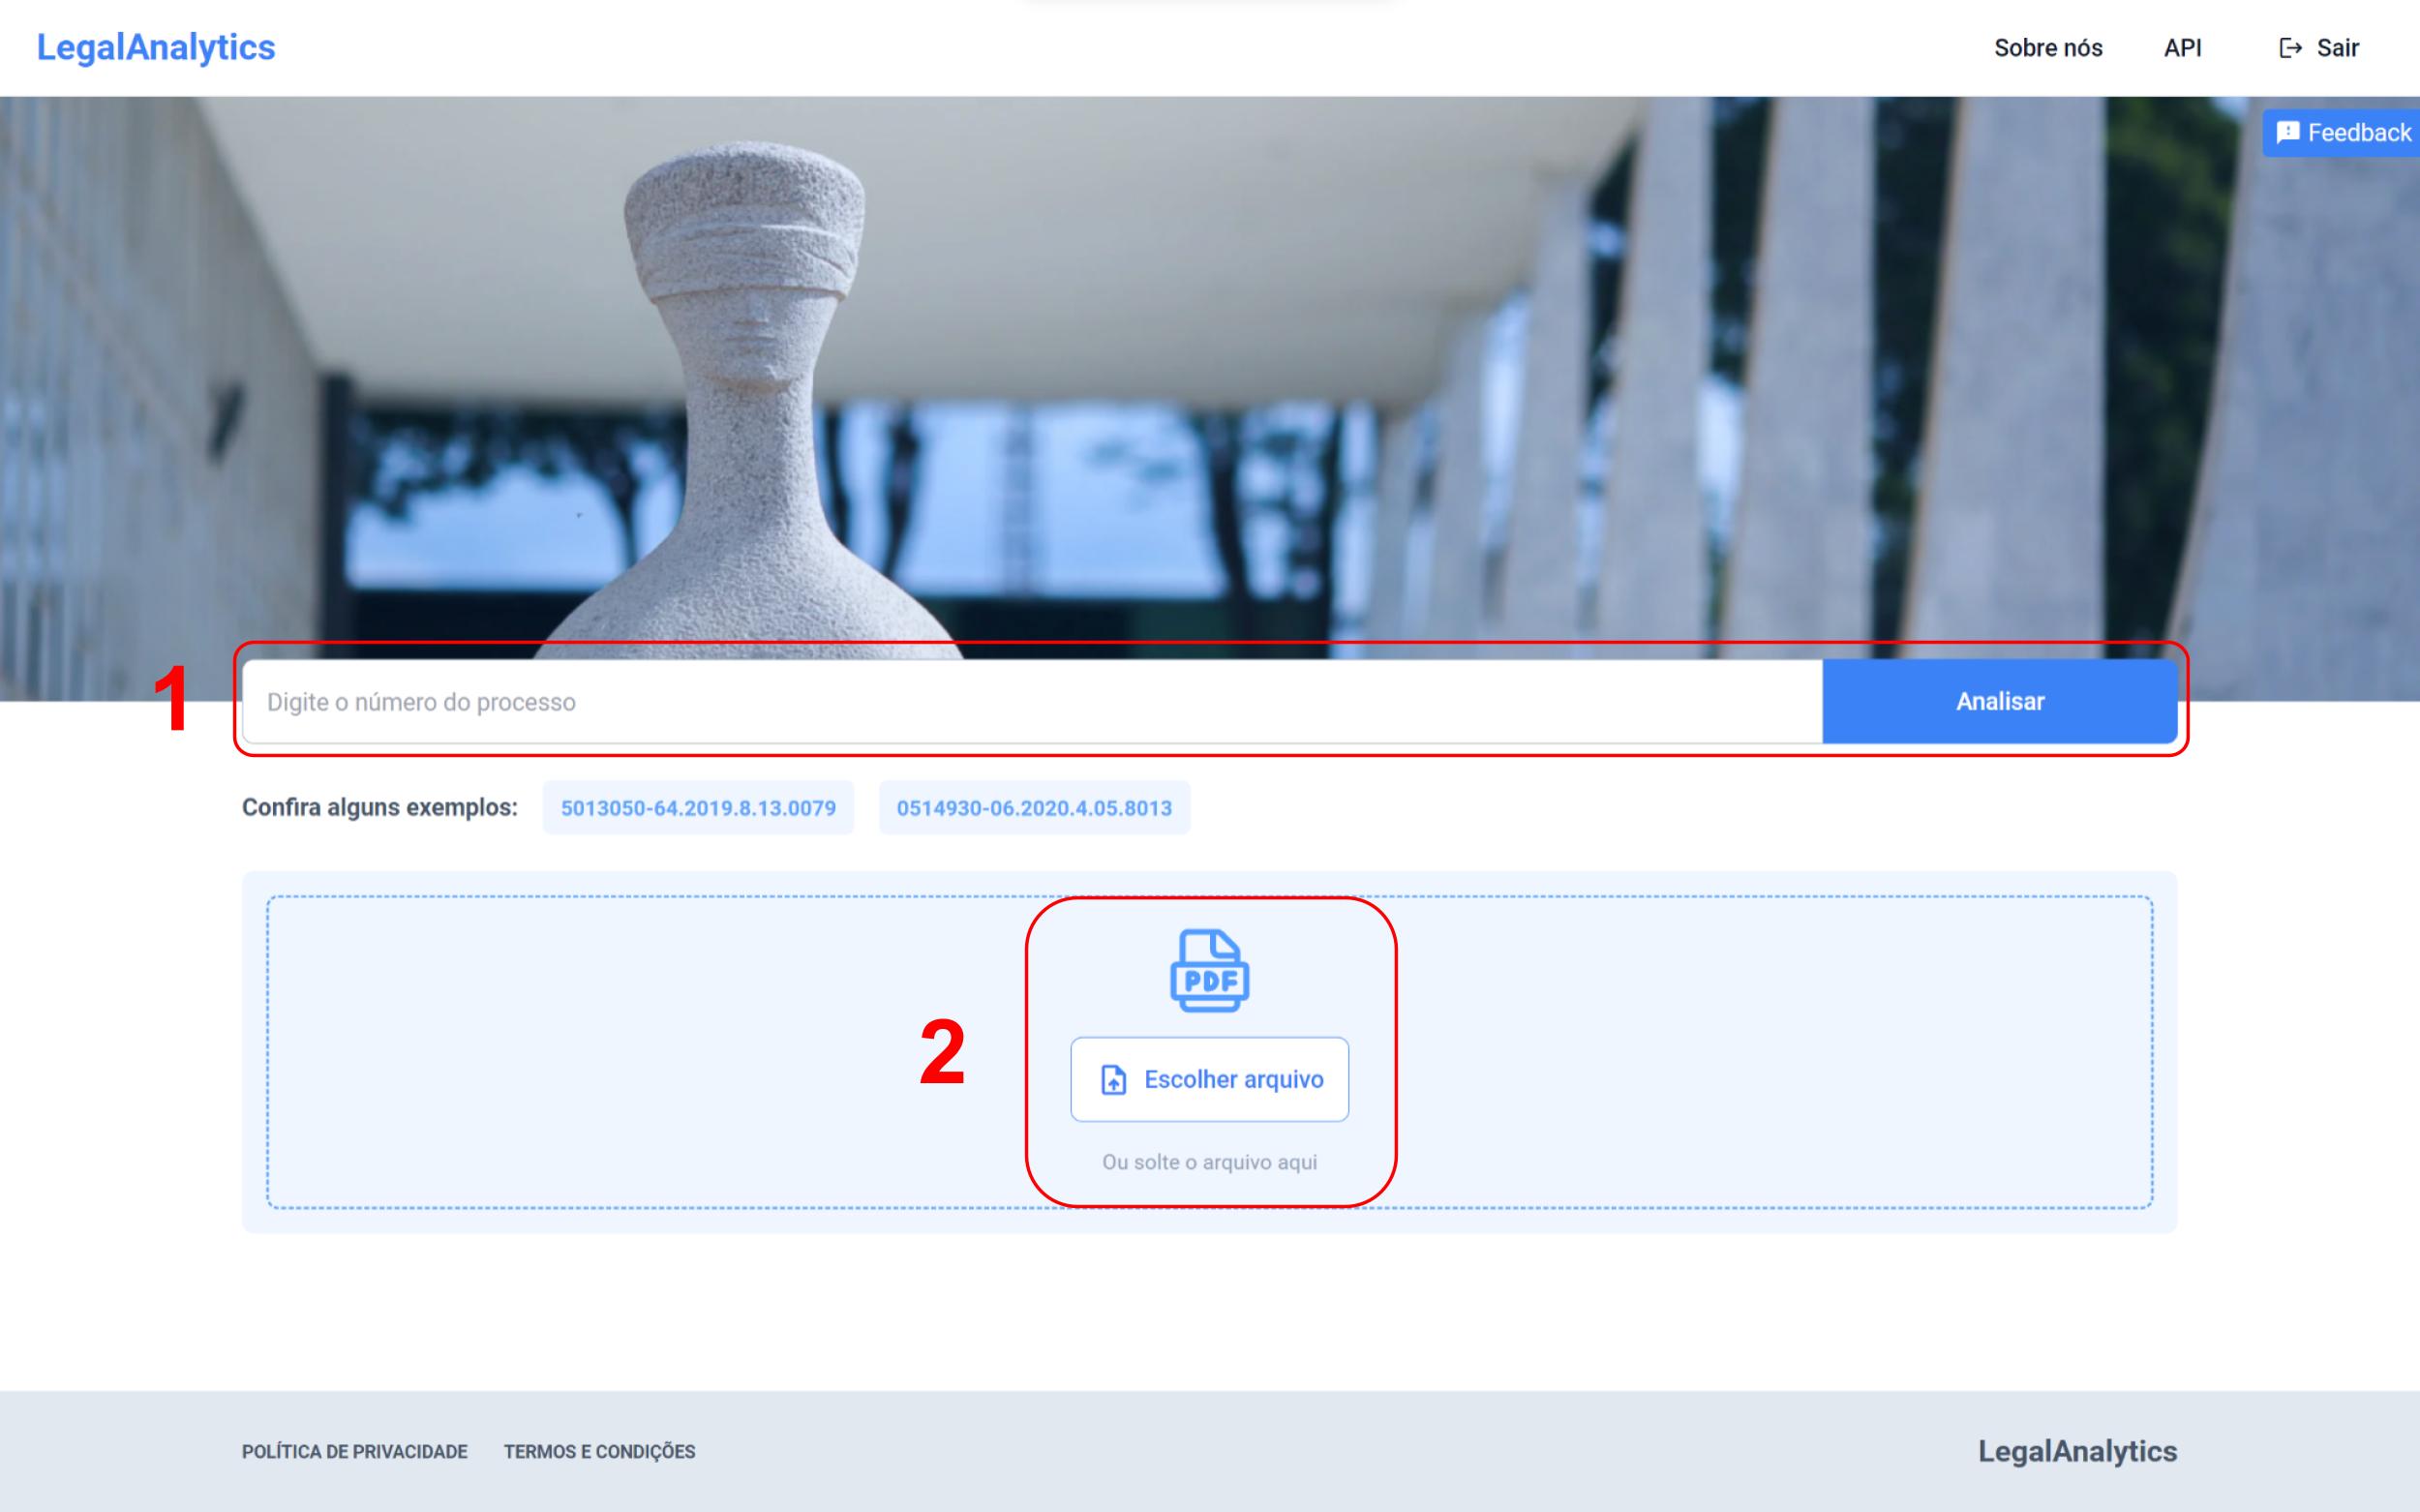 LegalAnalytics
Sobre nós API Sair
Feedback
1
Digite o número do processo Analisar
Confira alguns exemplos: 5013050-64.2019.8.13.0079 0514930-06.2020.4.05.8013
PDF
2
Escolher arquivo
Ou solte o arquivo aqui
POLÍTICA DE PRIVACIDADE TERMOS E CONDIÇÕES LegalAnalytics